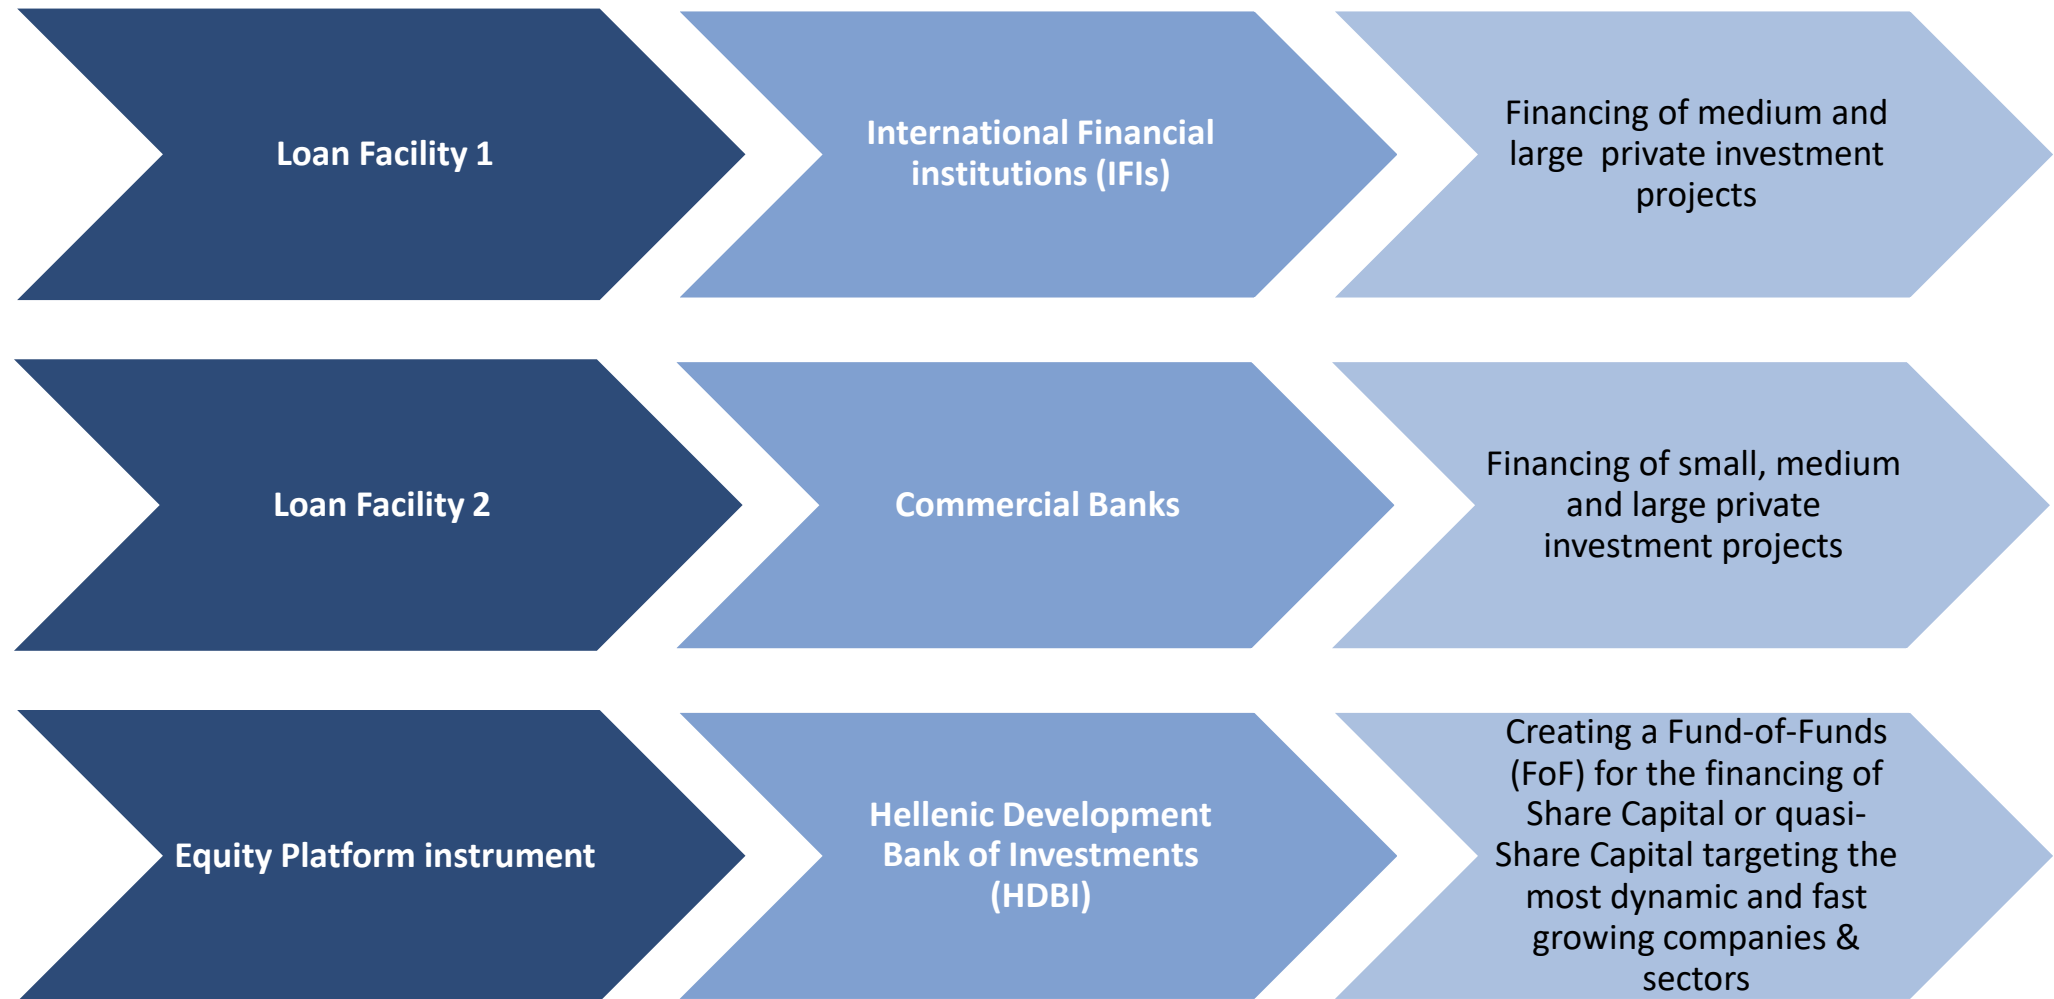 Loan Facility 1
International Financial
institutions (IFIs)
Financing of medium and
large  private investment
projects
Loan Facility 2
Commercial Banks
Financing of small, medium
and large private
investment projects
Equity Platform instrument
Hellenic Development
Bank of Investments
(HDBI)
Creating a Fund-of-Funds
(FoF) for the financing of
Share Capital or quasi-
Share Capital targeting the
most dynamic and fast
growing companies &
sectors